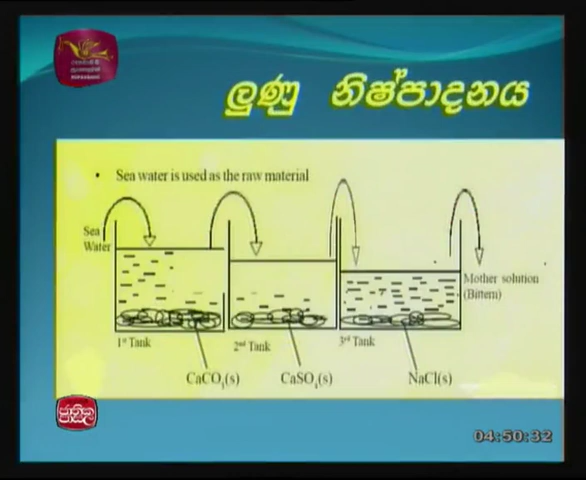 ලුණු නිෂ්පාදනය
• Sea water is used as the raw material
Sea
Water
Mother solution
(Bittern)
1st Tank
2nd Tank
3rd Tank
CaCO3(s)
CaSO4(s)
NaCl(s)
ජාතික
04:50:32